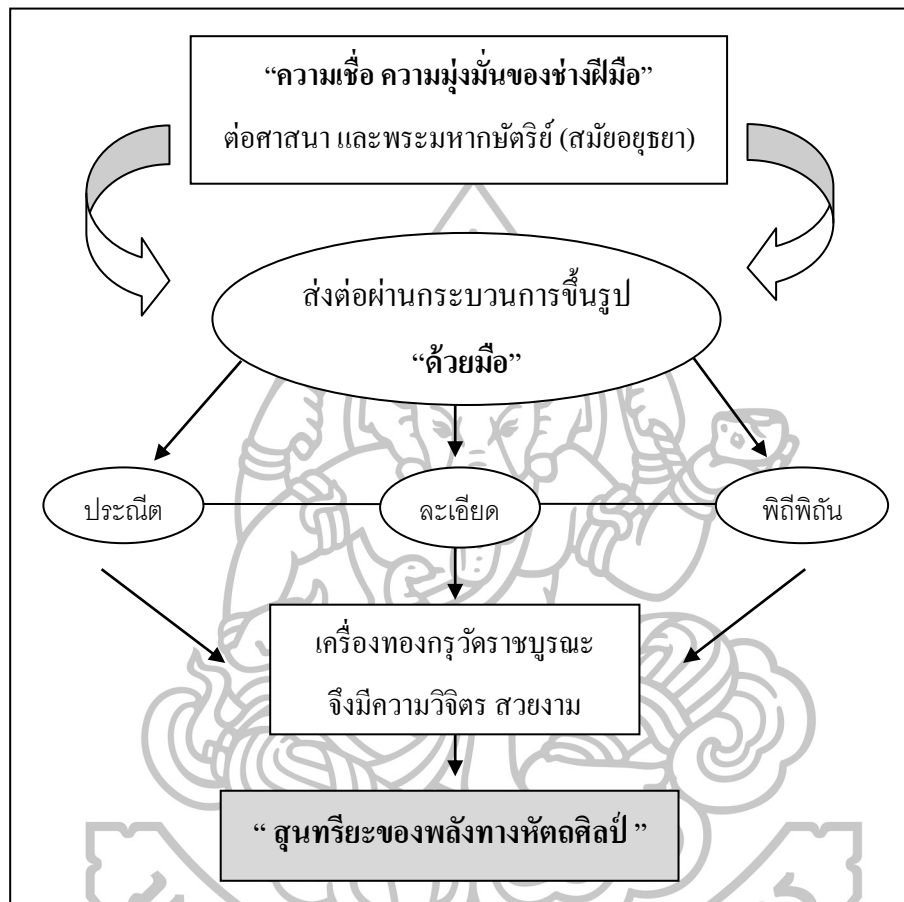 “ความเชื่อ ความมุ่งมั่นของช่างฝีมือ”
ต่อศาสนา และพระมหากษัตริย์ (สมัยอยุธยา)
ส่งต่อผ่านกระบวนการขึ้นรูป
“ด้วยมือ”
ประณีต
ละเอียด
พิถีพิถัน
เครื่องทองกรุวัดราชบูรณะ
จึงมีความวิจิตร สวยงาม
“ สุนทรียะของพลังทางหัตถศิลป์ ”